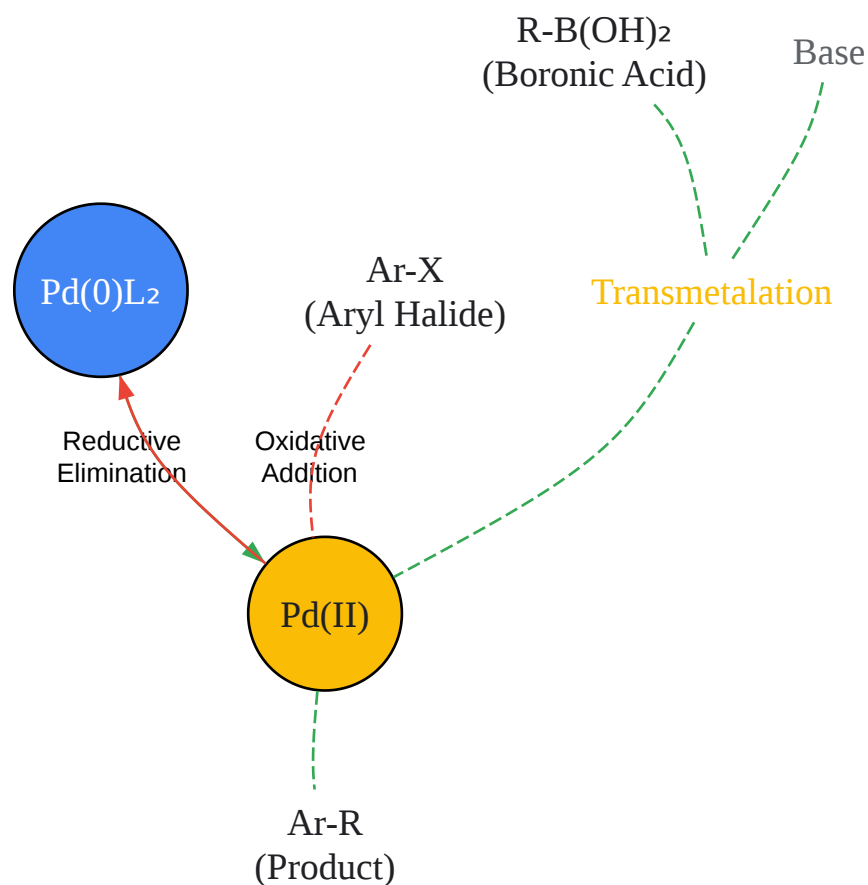 R-B(OH)₂
(Boronic Acid)
Base
Pd(0)L₂
Ar-X
(Aryl Halide)
Transmetalation
Reductive
Elimination
Oxidative
Addition
Pd(II)
Ar-R
(Product)